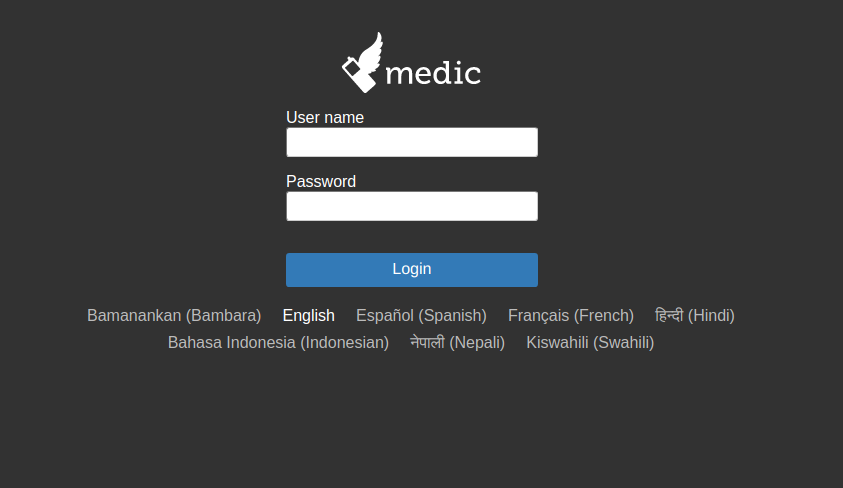 medic
User name
Password
Login
Bamanankan (Bambara) English Español (Spanish) Français (French) हिन्दी (Hindi)
Bahasa Indonesia (Indonesian) नेपाली (Nepali) Kiswahili (Swahili)